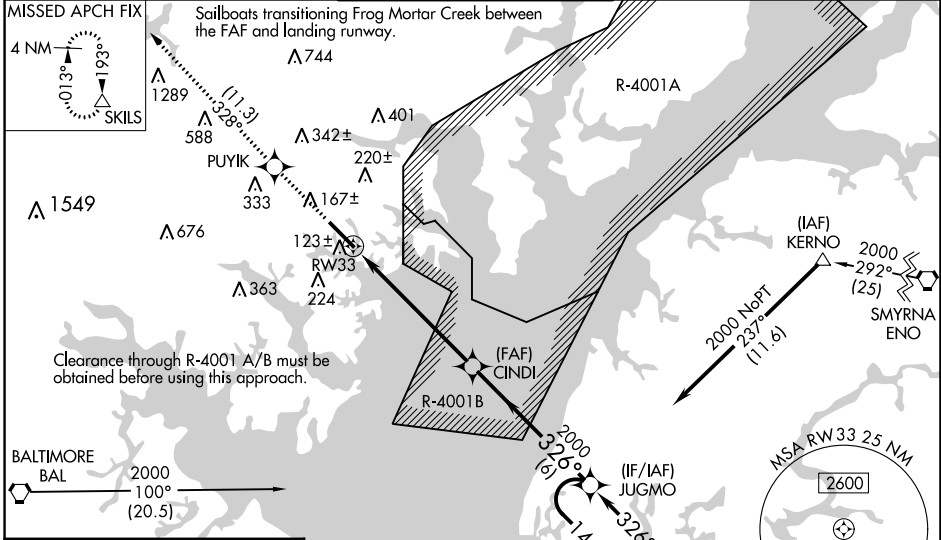 MISSED APCH FIX
4 NM
013°
193°
SKILS
Sailboats transitioning Frog Mortar Creek between
the FAF and landing runway.
744
1289
(11.3)
328°
588
401
342±
PUYIK
220±
333
167±
1549
676
123±
RW33
363
224
R-4001A
(IAF)
KERNO
2000
292°
(25)
SMYRNA
ENO
2000 NoPT
237°
(11.6)
Clearance through R-4001 A/B must be
obtained before using this approach.
(FAF)
CINDI
R-4001B
2000
326°
(6)
(IF/IAF)
JUGMO
326°
14
BALTIMORE
BAL
2000
100°
(20.5)
MSA RW33 25 NM
2600